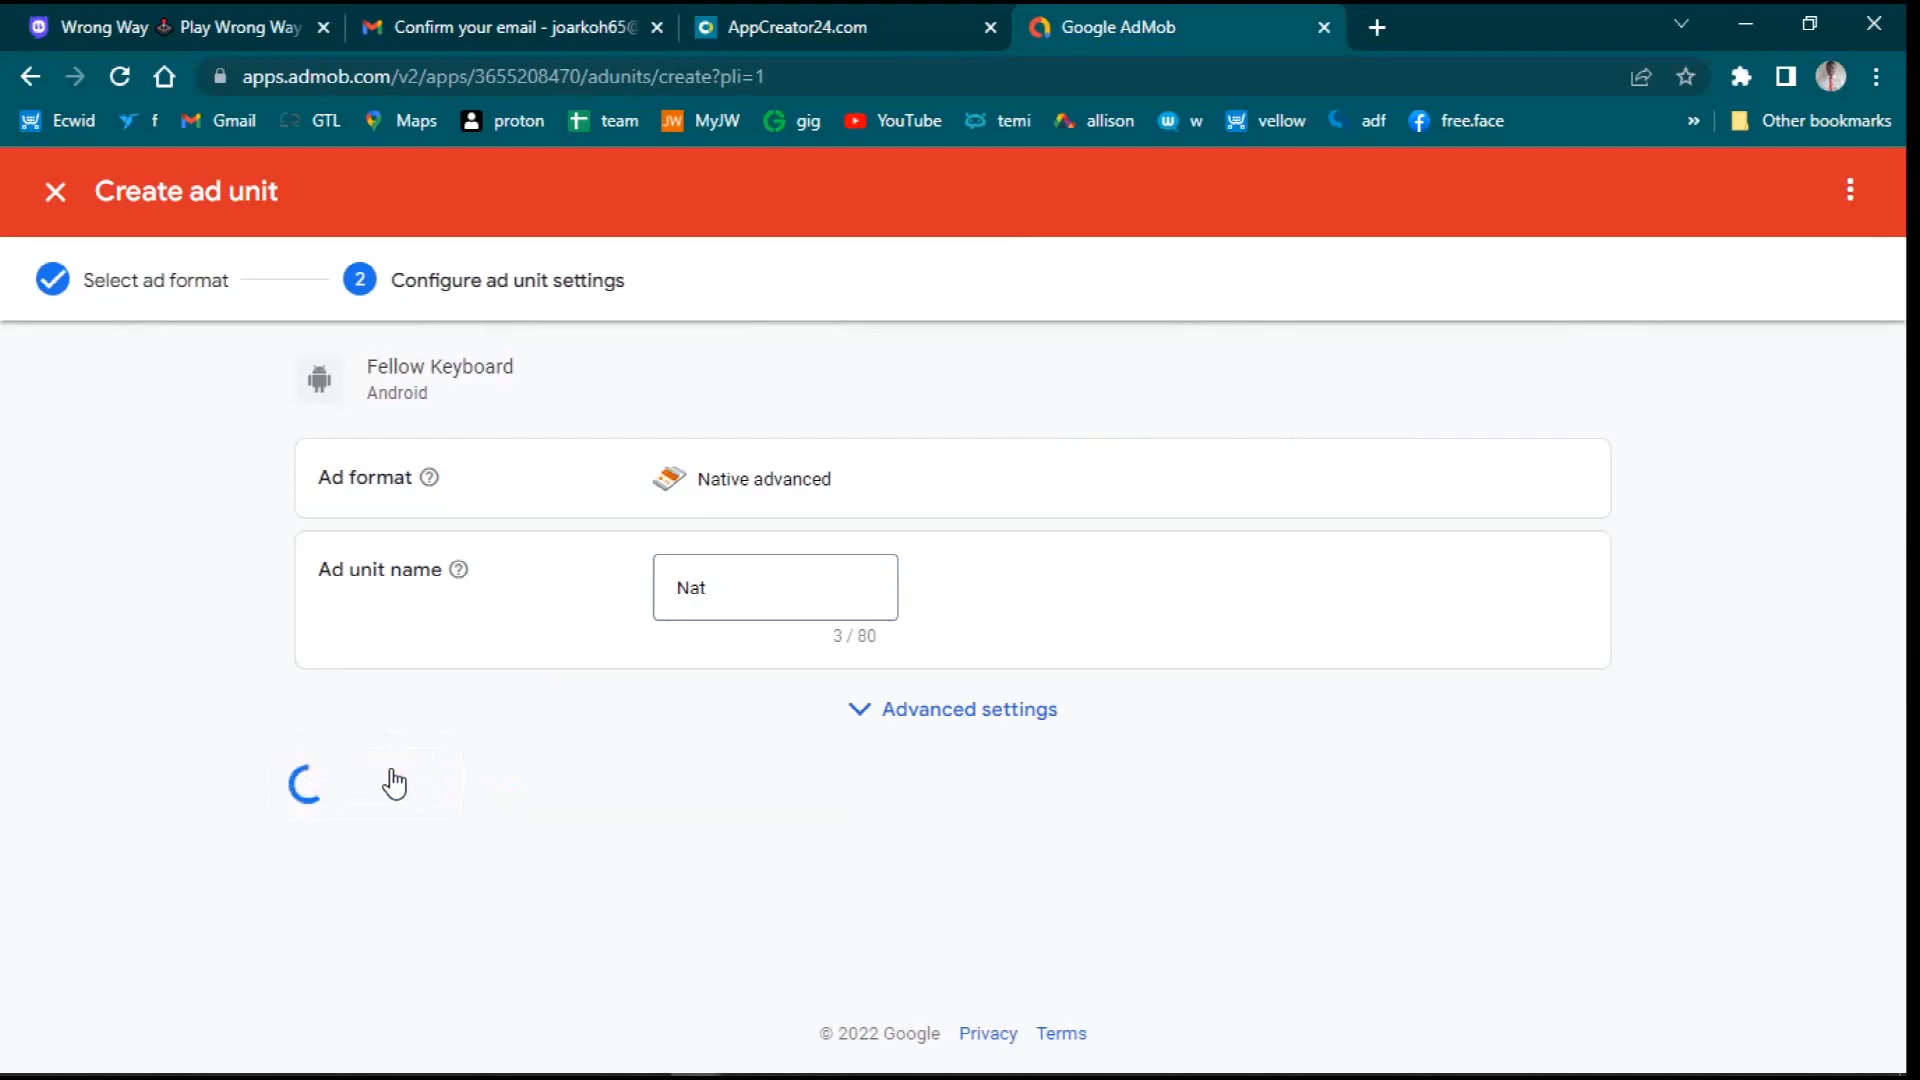 Wrong Way 🕹 Play Wrong Way
Confirm your email - joarkoh65@
AppCreator24.com
Google AdMob
apps.admob.com/v2/apps/3655208470/adunits/create?pli=1
Ecwid
f
Gmail
GTL
Maps
proton
team
JW MyJW
gig
YouTube
temi
allison
w
vellow
adf
free.face
»
Other bookmarks
Create ad unit
Select ad format
2 Configure ad unit settings
Fellow Keyboard
Android
Ad format
Native advanced
Ad unit name
Nat
3 / 80
Advanced settings
© 2022 Google Privacy Terms